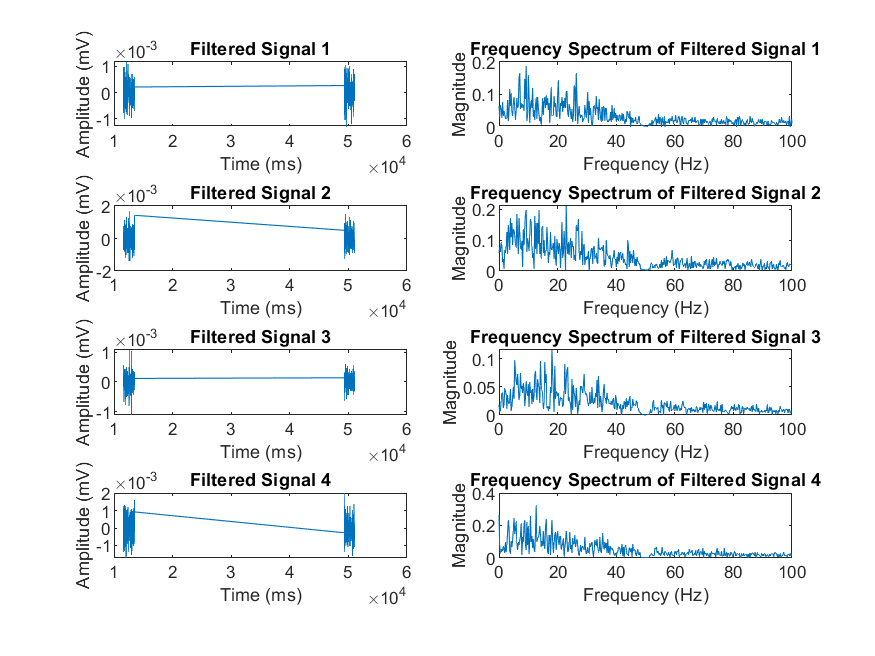 Filtered Signal 1
×10-3
Amplitude (mV)
1
0
-1
1 2 3 4 5 6
Time (ms)
×104
Frequency Spectrum of Filtered Signal 1
Magnitude
0.2
0.1
0
0 20 40 60 80 100
Frequency (Hz)
Filtered Signal 2
×10-3
Amplitude (mV)
2
0
-2
1 2 3 4 5 6
Time (ms)
×104
Frequency Spectrum of Filtered Signal 2
Magnitude
0.2
0.1
0
0 20 40 60 80 100
Frequency (Hz)
Filtered Signal 3
×10-3
Amplitude (mV)
1
0
-1
1 2 3 4 5 6
Time (ms)
×104
Frequency Spectrum of Filtered Signal 3
Magnitude
0.1
0.05
0
0 20 40 60 80 100
Frequency (Hz)
Filtered Signal 4
×10-3
Amplitude (mV)
2
1
0
-1
1 2 3 4 5 6
Time (ms)
×104
Frequency Spectrum of Filtered Signal 4
Magnitude
0.4
0.2
0
0 20 40 60 80 100
Frequency (Hz)